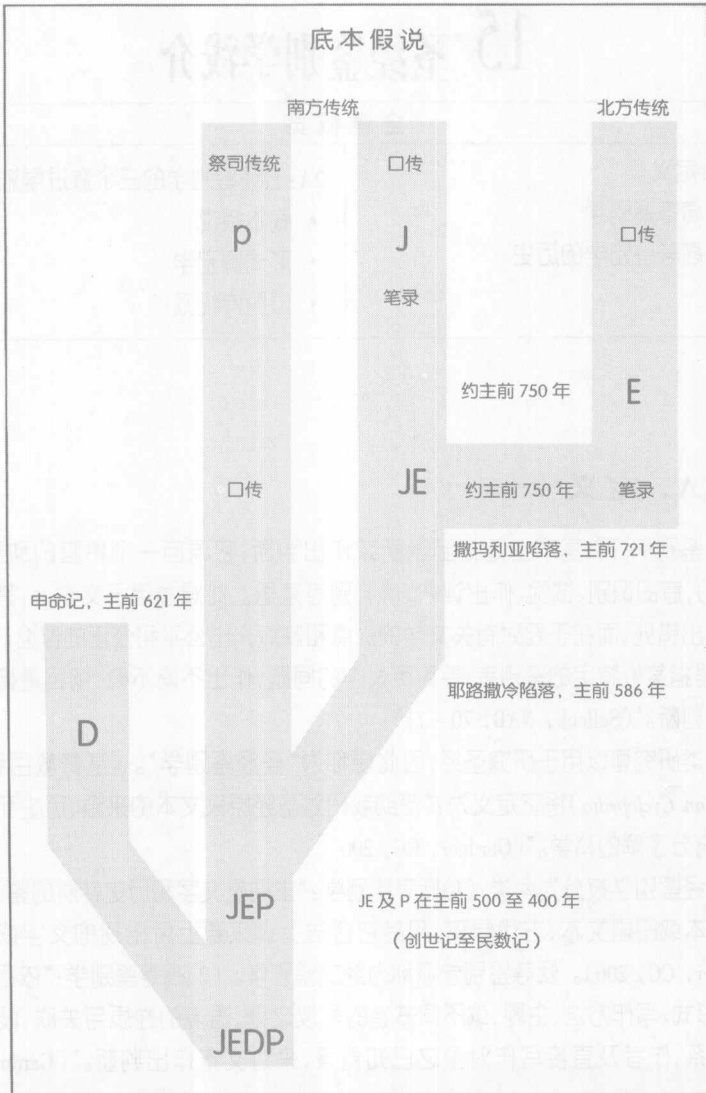 底本假说
南方传统
北方传统
祭司传统
口传
P
J
口传
笔录
约主前 750 年
E
口传
JE
约主前 750 年
笔录
撒玛利亚陷落，主前 721 年
申命记，主前 621 年
耶路撒冷陷落，主前 586 年
D
JEP
JE 及 P 在主前 500 至 400 年
（创世记至民数记）
JEDP